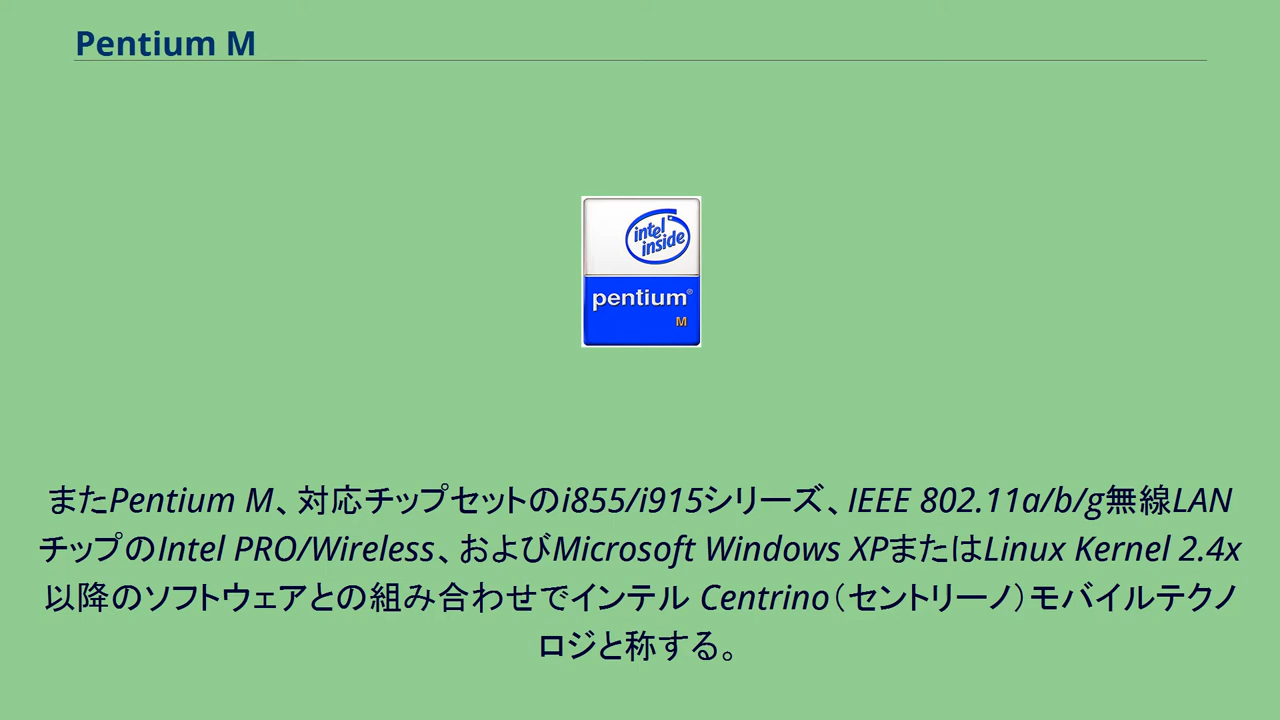 Pentium M
intel
inside
pentium®
M
またPentium M、対応チップセットのi855/i915シリーズ、IEEE 802.11a/b/g無線LAN
チップのIntel PRO/Wireless、およびMicrosoft Windows XPまたはLinux Kernel 2.4x
以降のソフトウェアとの組み合わせでインテル Centrino（セントリーノ）モバイルテクノ
ロジと称する。